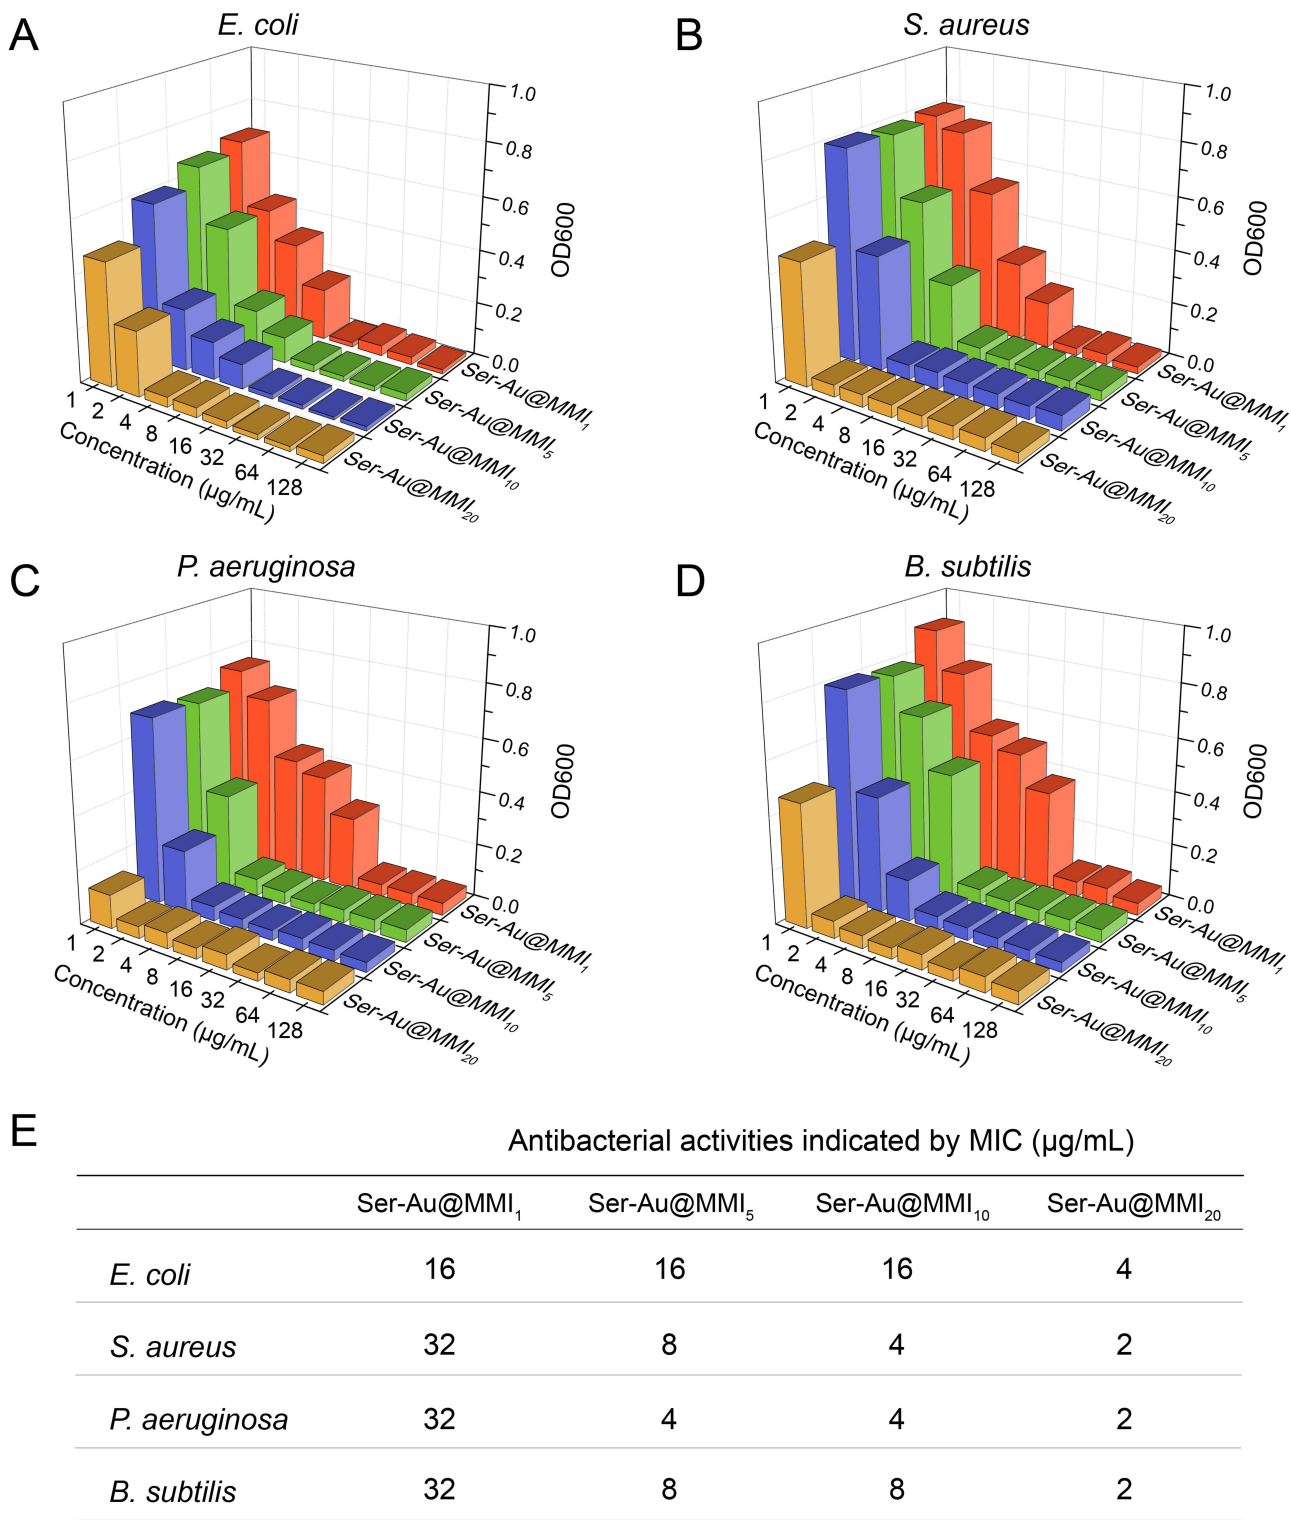 A
E. coli
1.0
0.8
0.6
0.4
0.2
0.0
OD600
1
2
4
8
16
32
64
128
Concentration (µg/mL)
Ser-Au@MMI1
Ser-Au@MMI5
Ser-Au@MMI10
Ser-Au@MMI20
B
S. aureus
1.0
0.8
0.6
0.4
0.2
0.0
OD600
1
2
4
8
16
32
64
128
Concentration (µg/mL)
Ser-Au@MMI1
Ser-Au@MMI5
Ser-Au@MMI10
Ser-Au@MMI20
C
P. aeruginosa
1.0
0.8
0.6
0.4
0.2
0.0
OD600
1
2
4
8
16
32
64
128
Concentration (µg/mL)
Ser-Au@MMI1
Ser-Au@MMI5
Ser-Au@MMI10
Ser-Au@MMI20
D
B. subtilis
1.0
0.8
0.6
0.4
0.2
0.0
OD600
1
2
4
8
16
32
64
128
Concentration (µg/mL)
Ser-Au@MMI1
Ser-Au@MMI5
Ser-Au@MMI10
Ser-Au@MMI20
E
Antibacterial activities indicated by MIC (µg/mL)
Ser-Au@MMI1 Ser-Au@MMI5 Ser-Au@MMI10 Ser-Au@MMI20
E. coli 16 16 16 4
S. aureus 32 8 4 2
P. aeruginosa 32 4 4 2
B. subtilis 32 8 8 2